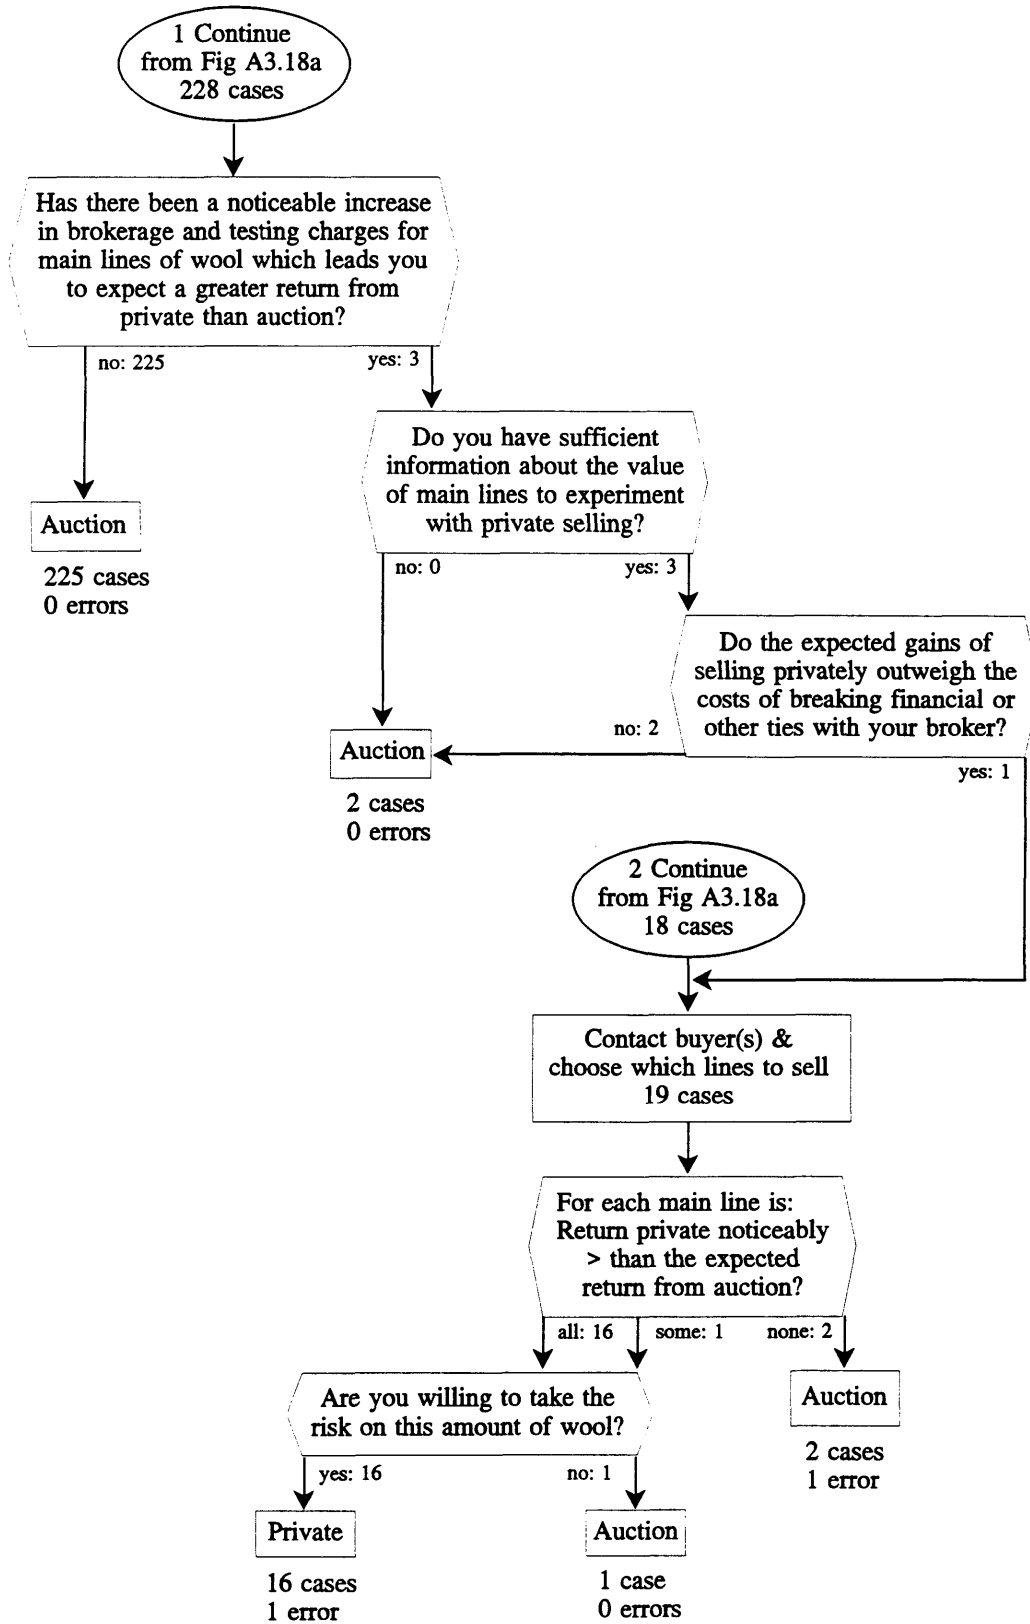 1 Continue
from Fig A3.18a
228 cases
Has there been a noticeable increase
in brokerage and testing charges for
main lines of wool which leads you
to expect a greater return from
private than auction?
no: 225
yes: 3
Do you have sufficient
information about the value
of main lines to experiment
with private selling?
Auction
225 cases
0 errors
no: 0
yes: 3
Do the expected gains of
selling privately outweigh the
costs of breaking financial or
other ties with your broker?
no: 2
yes: 1
Auction
2 cases
0 errors
2 Continue
from Fig A3.18a
18 cases
Contact buyer(s) &
choose which lines to sell
19 cases
For each main line is:
Return private noticeably
> than the expected
return from auction?
all: 16
some: 1
none: 2
Are you willing to take the
risk on this amount of wool?
Auction
2 cases
1 error
yes: 16
no: 1
Private
16 cases
1 error
Auction
1 case
0 errors